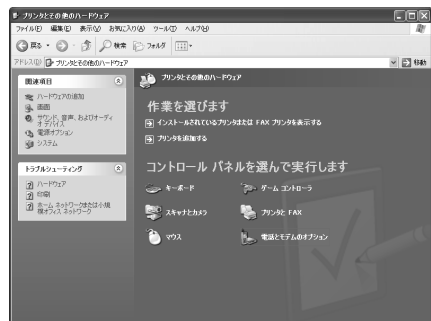 プリンタとその他のハードウェア
ファイル(F) 編集(E) 表示(V) お気に入り(A) ツール(T) ヘルプ(H)
戻る 検索 フォルダ
アドレス(D) プリンタとその他のハードウェア 移動
関連項目
ハードウェアの追加
画面
サウンド、音声、およびオーディ
オ デバイス
電源オプション
システム
トラブルシューティング
ハードウェア
印刷
ホーム ネットワークまたは小規
模オフィス ネットワーク
プリンタとその他のハードウェア
作業を選びます
インストールされているプリンタまたは FAX プリンタを表示する
プリンタを追加する
コントロール パネルを選んで実行します
キーボード ゲーム コントローラ
スキャナとカメラ プリンタと FAX
マウス 電話とモデムのオプション